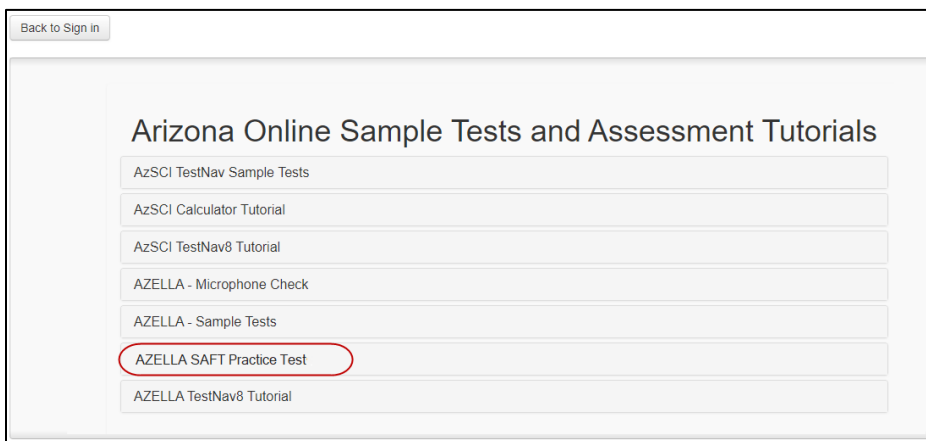 Back to Sign in
Arizona Online Sample Tests and Assessment Tutorials
AzSCI TestNav Sample Tests
AzSCI Calculator Tutorial
AzSCI TestNav8 Tutorial
AZELLA - Microphone Check
AZELLA - Sample Tests
AZELLA SAFT Practice Test
AZELLA TestNav8 Tutorial